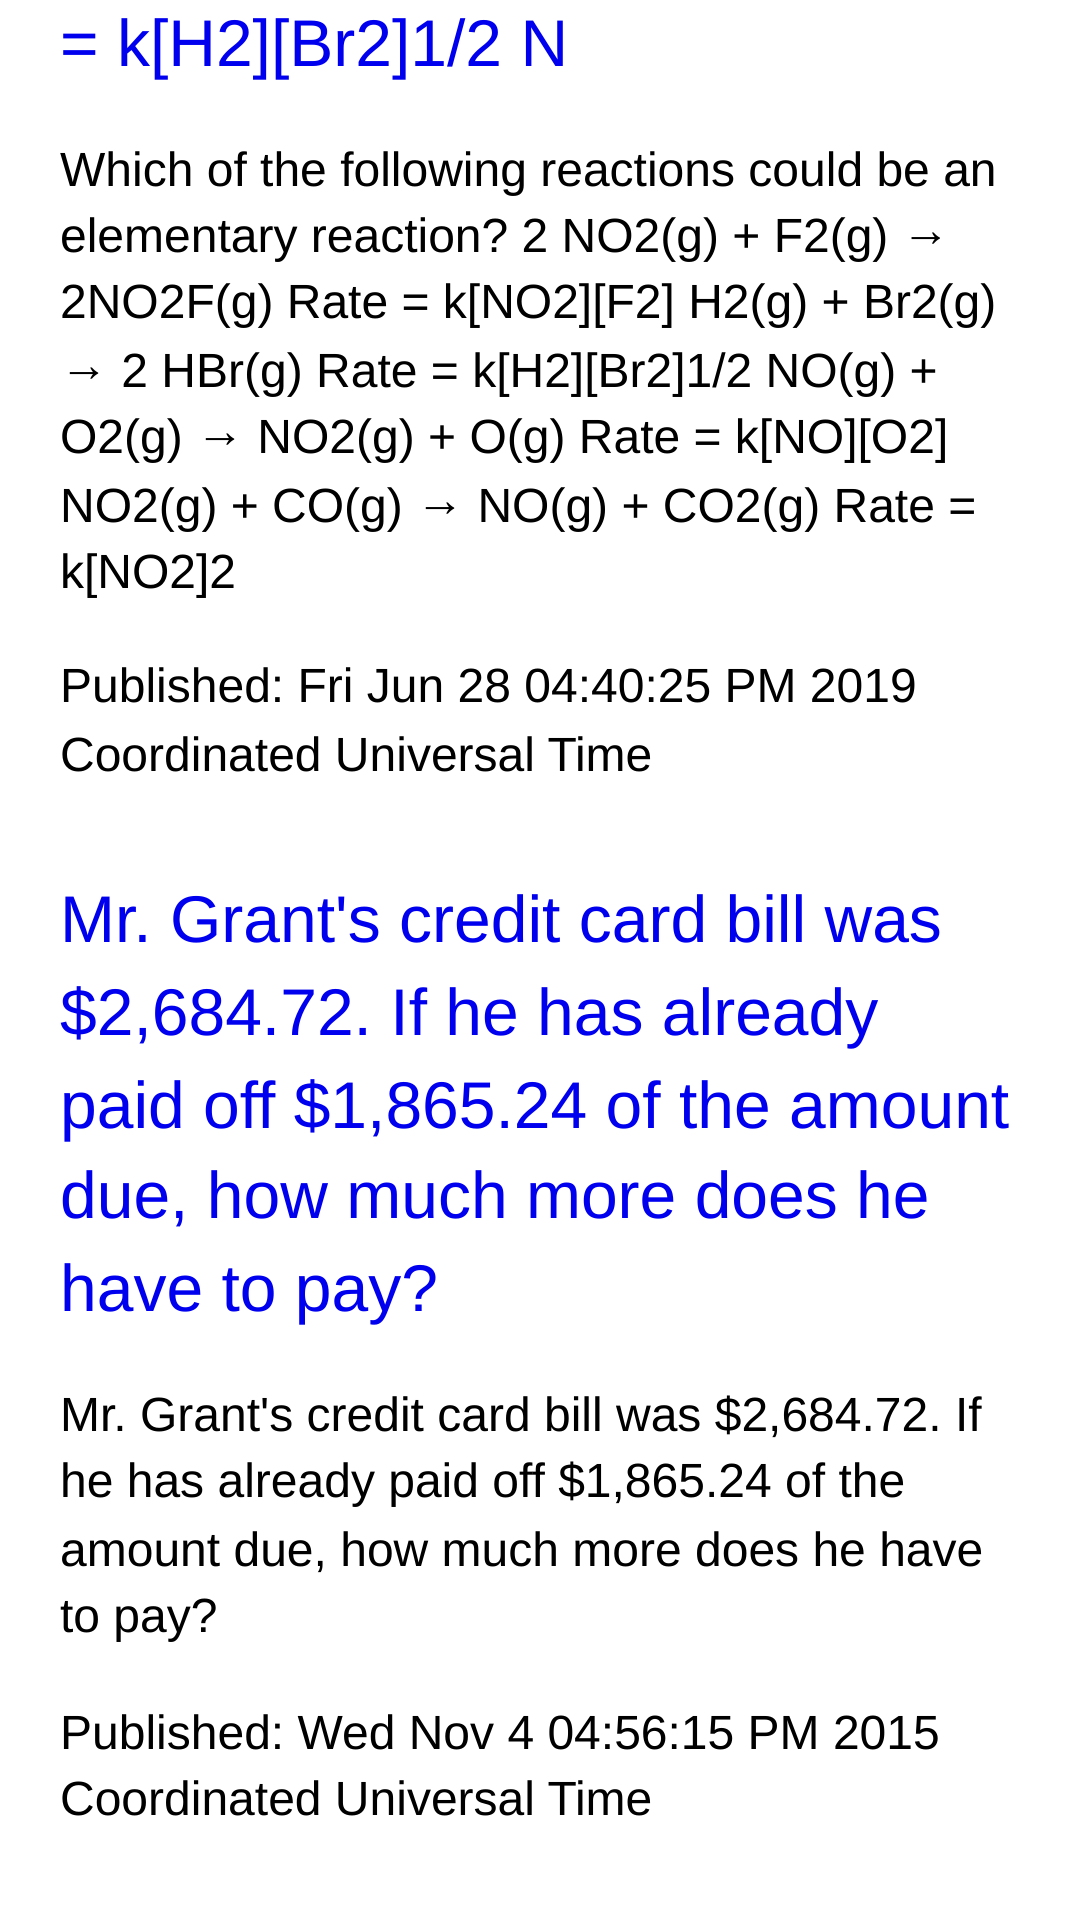 = k[H2][Br2]1/2 N
Which of the following reactions could be an
elementary reaction? 2 NO2(g) + F2(g) →
2NO2F(g) Rate = k[NO2][F2] H2(g) + Br2(g)
→ 2 HBr(g) Rate = k[H2][Br2]1/2 NO(g) +
O2(g) → NO2(g) + O(g) Rate = k[NO][O2]
NO2(g) + CO(g) → NO(g) + CO2(g) Rate =
k[NO2]2
Published: Fri Jun 28 04:40:25 PM 2019
Coordinated Universal Time
Mr. Grant's credit card bill was
$2,684.72. If he has already
paid off $1,865.24 of the amount
due, how much more does he
have to pay?
Mr. Grant's credit card bill was $2,684.72. If
he has already paid off $1,865.24 of the
amount due, how much more does he have
to pay?
Published: Wed Nov 4 04:56:15 PM 2015
Coordinated Universal Time